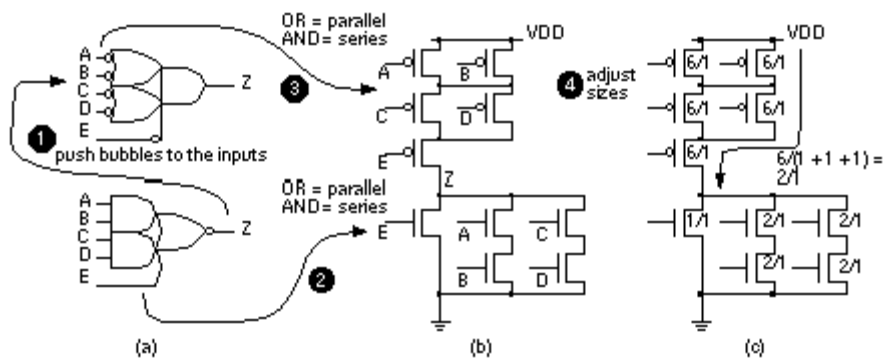 OR = parallel
AND = series
VDD
VDD
A
B
C
D
E
Z
3
A
B
4 adjust
sizes
6/1
6/1
1
C
D
6/1
6/1
push bubbles to the inputs
E
6/1
6/(1 + 1 + 1) =
2/1
OR = parallel
AND = series
Z
A
B
C
D
E
Z
2
E
A
C
B
D
1/1
2/1
2/1
2/1
2/1
(a)
(b)
(c)